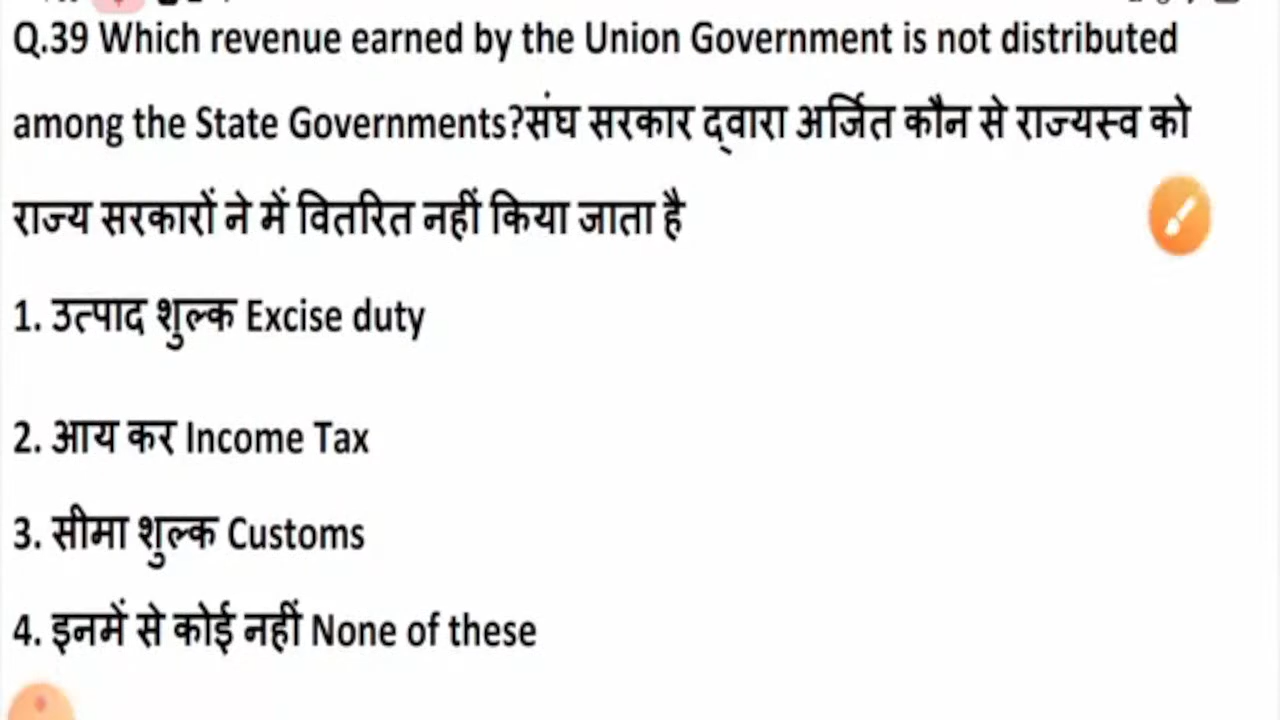 Q.39 Which revenue earned by the Union Government is not distributed
among the State Governments?संघ सरकार द्वारा अर्जित कौन से राज्यस्व को
राज्य सरकारों ने में वितरित नहीं किया जाता है
1. उत्पाद शुल्क Excise duty
2. आय कर Income Tax
3. सीमा शुल्क Customs
4. इनमें से कोई नहीं None of these